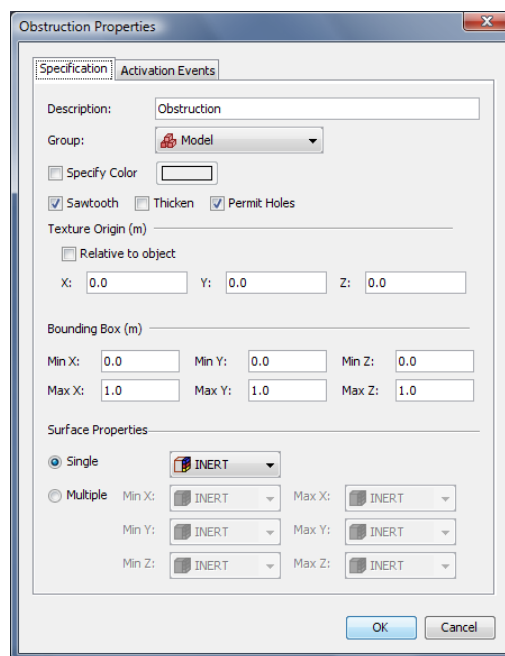 Obstruction Properties
Specification Activation Events
Description: Obstruction
Group: Model
Specify Color
Sawtooth Thicken Permit Holes
Texture Origin (m)
Relative to object
X: 0.0 Y: 0.0 Z: 0.0
Bounding Box (m)
Min X: 0.0 Min Y: 0.0 Min Z: 0.0
Max X: 1.0 Max Y: 1.0 Max Z: 1.0
Surface Properties
Single INERT
Multiple Min X: INERT Max X: INERT
Min Y: INERT Max Y: INERT
Min Z: INERT Max Z: INERT
OK Cancel